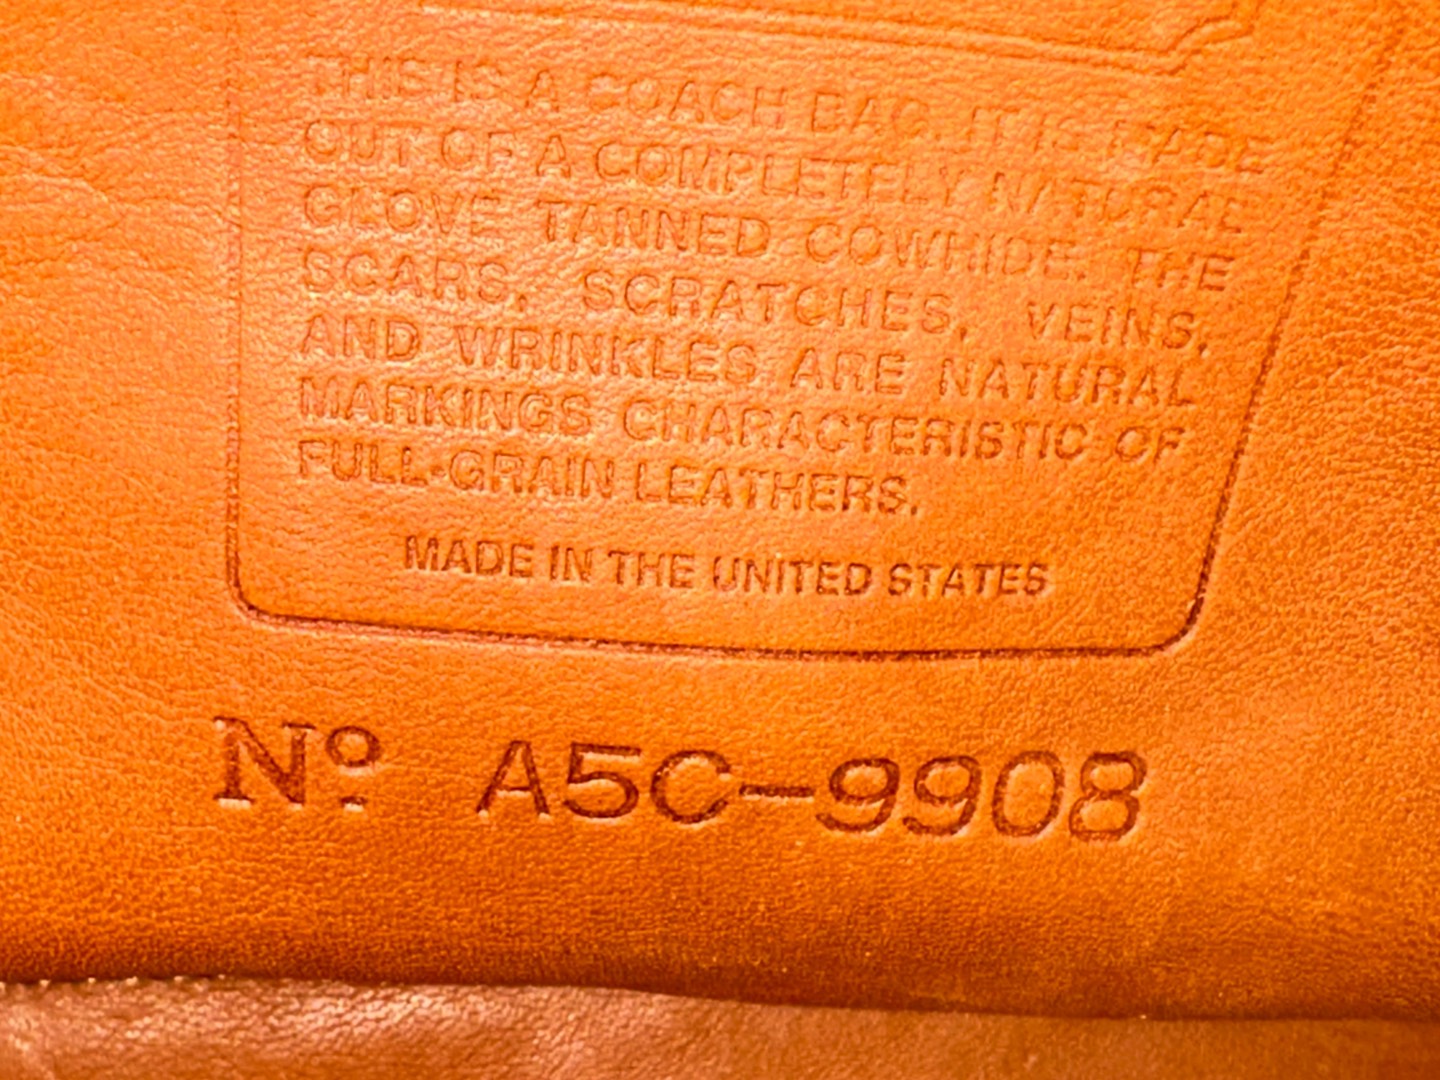 THIS IS A COACH BAG. IT IS MADE
OUT OF A COMPLETELY NATURAL
GLOVE TANNED COWHIDE. THE
SCARS, SCRATCHES, VEINS,
AND WRINKLES ARE NATURAL
MARKINGS CHARACTERISTIC OF
FULL-GRAIN LEATHERS.
MADE IN THE UNITED STATES
Nº A5C-9908